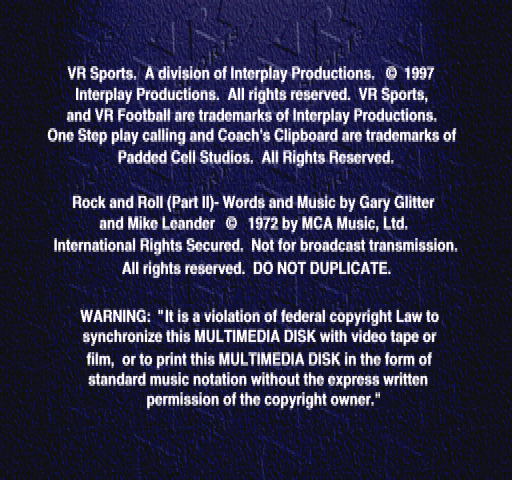 VR Sports. A division of Interplay Productions. © 1997
Interplay Productions. All rights reserved. VR Sports,
and VR Football are trademarks of Interplay Productions.
One Step play calling and Coach's Clipboard are trademarks of
Padded Cell Studios. All Rights Reserved.
Rock and Roll (Part II)- Words and Music by Gary Glitter
and Mike Leander © 1972 by MCA Music, Ltd.
International Rights Secured. Not for broadcast transmission.
All rights reserved. DO NOT DUPLICATE.
WARNING: "It is a violation of federal copyright Law to
synchronize this MULTIMEDIA DISK with video tape or
film, or to print this MULTIMEDIA DISK in the form of
standard music notation without the express written
permission of the copyright owner."